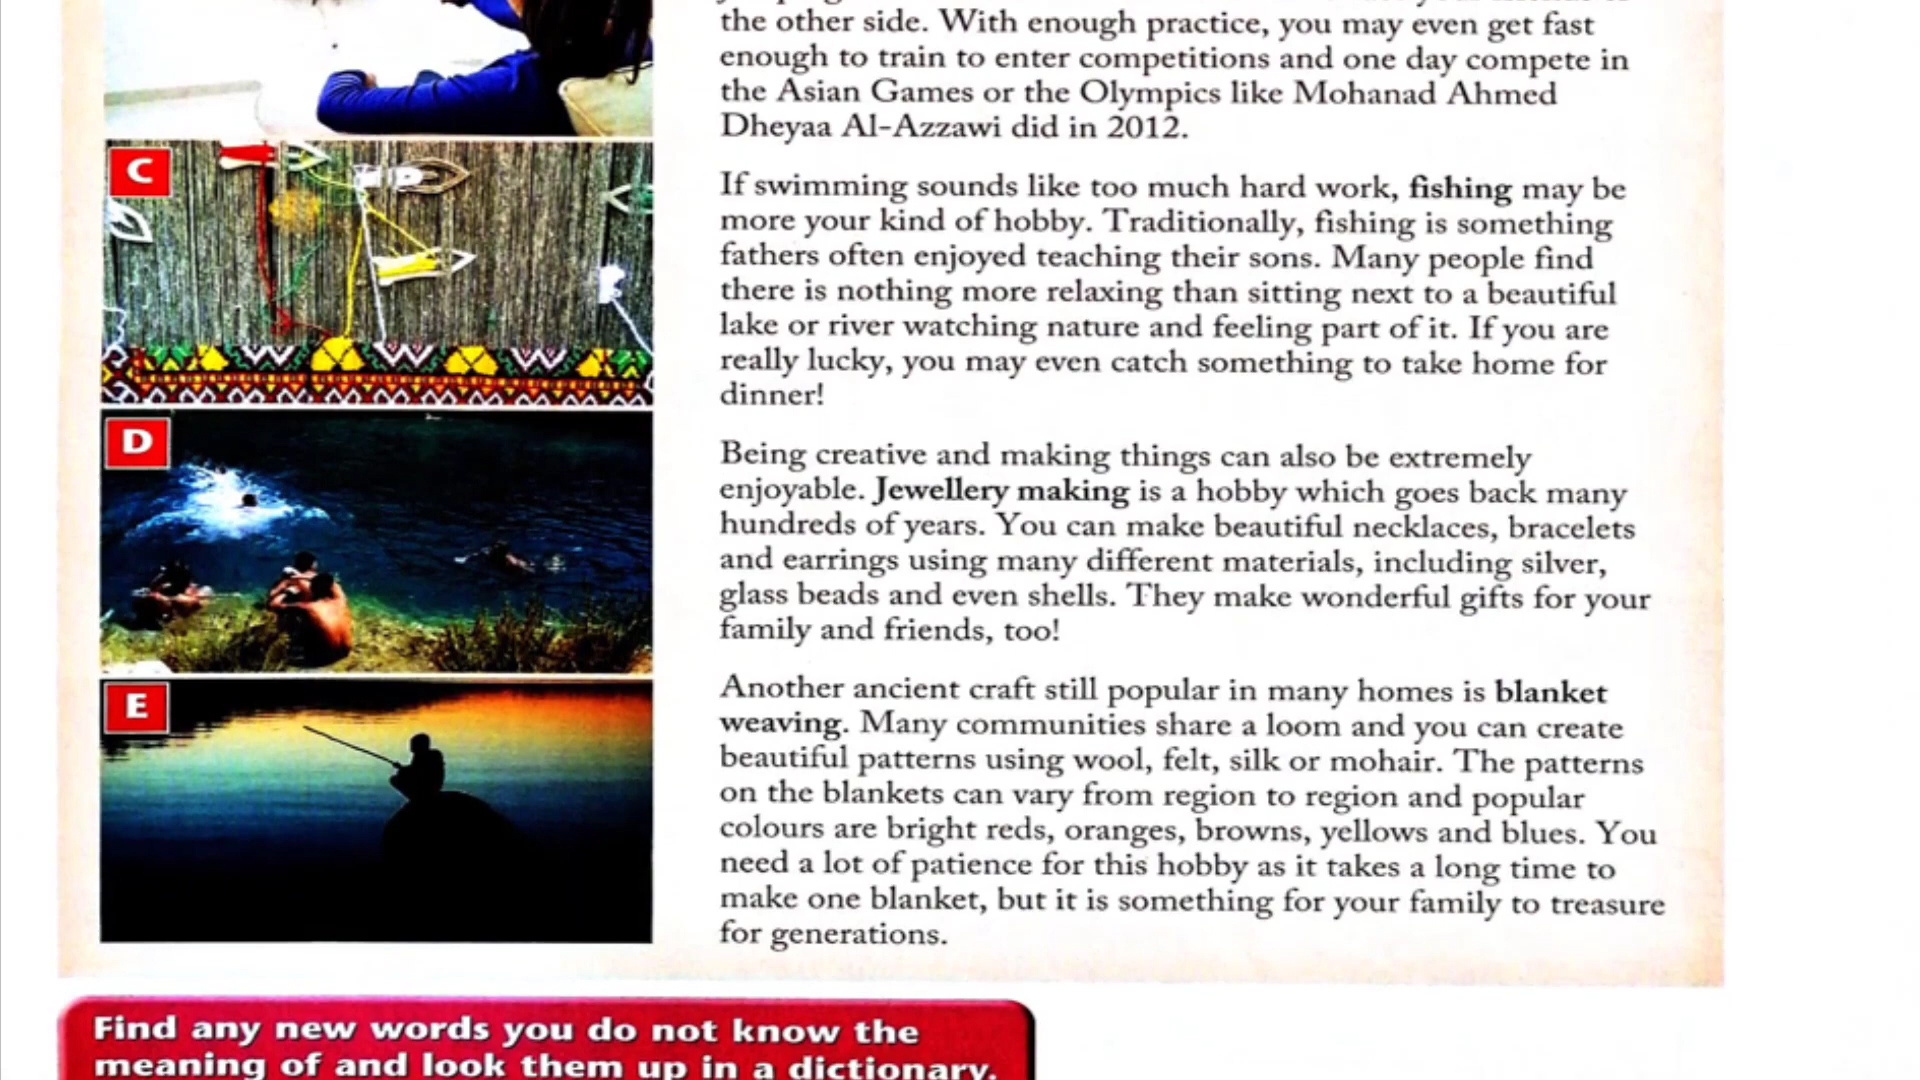 the other side. With enough practice, you may even get fast
enough to train to enter competitions and one day compete in
the Asian Games or the Olympics like Mohanad Ahmed
Dheyaa Al-Azzawi did in 2012.
C
If swimming sounds like too much hard work, fishing may be
more your kind of hobby. Traditionally, fishing is something
fathers often enjoyed teaching their sons. Many people find
there is nothing more relaxing than sitting next to a beautiful
lake or river watching nature and feeling part of it. If you are
really lucky, you may even catch something to take home for
dinner!
D
Being creative and making things can also be extremely
enjoyable. Jewellery making is a hobby which goes back many
hundreds of years. You can make beautiful necklaces, bracelets
and earrings using many different materials, including silver,
glass beads and even shells. They make wonderful gifts for your
family and friends, too!
E
Another ancient craft still popular in many homes is blanket
weaving. Many communities share a loom and you can create
beautiful patterns using wool, felt, silk or mohair. The patterns
on the blankets can vary from region to region and popular
colours are bright reds, oranges, browns, yellows and blues. You
need a lot of patience for this hobby as it takes a long time to
make one blanket, but it is something for your family to treasure
for generations.
Find any new words you do not know the
meaning of and look them up in a dictionary.